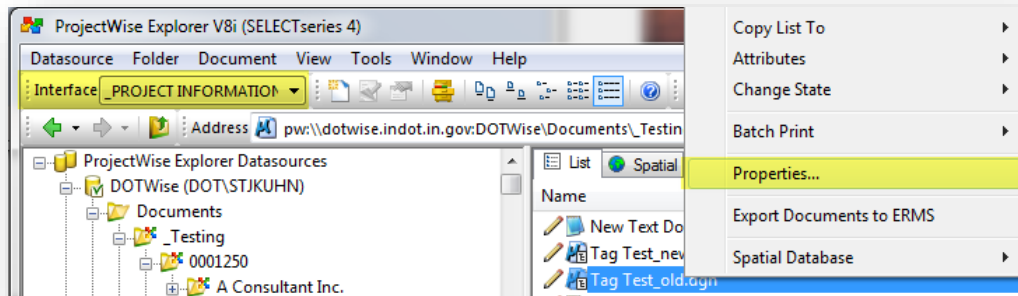 ProjectWise Explorer V8i (SELECTseries 4)
Datasource Folder Document View Tools Window Help
Interface _PROJECT INFORMATION
Address pw:\\dotwise.indot.in.gov:DOTWise\Documents\_Testin
ProjectWise Explorer Datasources
DOTWise (DOT\STJKUHN)
Documents
_Testing
0001250
A Consultant Inc.
List Spatial
Name
New Text Do
Tag Test_new
Tag Test_old.dgn
Copy List To
Attributes
Change State
Batch Print
Properties...
Export Documents to ERMS
Spatial Database